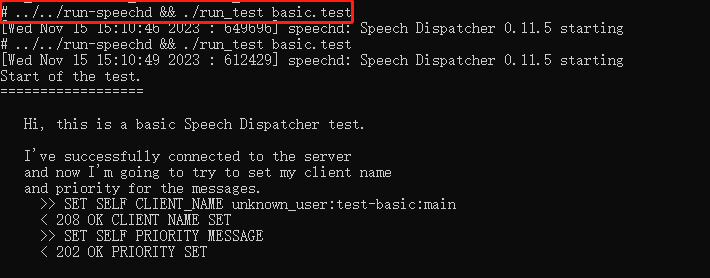 # ../../run-speechd && ./run_test basic.test
[Wed Nov 15 15:10:46 2023 : 649696] speechd: Speech Dispatcher 0.11.5 starting
# ../../run-speechd && ./run_test basic.test
[Wed Nov 15 15:10:49 2023 : 612429] speechd: Speech Dispatcher 0.11.5 starting
Start of the test.
==================
Hi, this is a basic Speech Dispatcher test.
I've successfully connected to the server
and now I'm going to try to set my client name
and priority for the messages.
>> SET SELF CLIENT_NAME unknown_user:test-basic:main
< 208 OK CLIENT NAME SET
>> SET SELF PRIORITY MESSAGE
< 202 OK PRIORITY SET